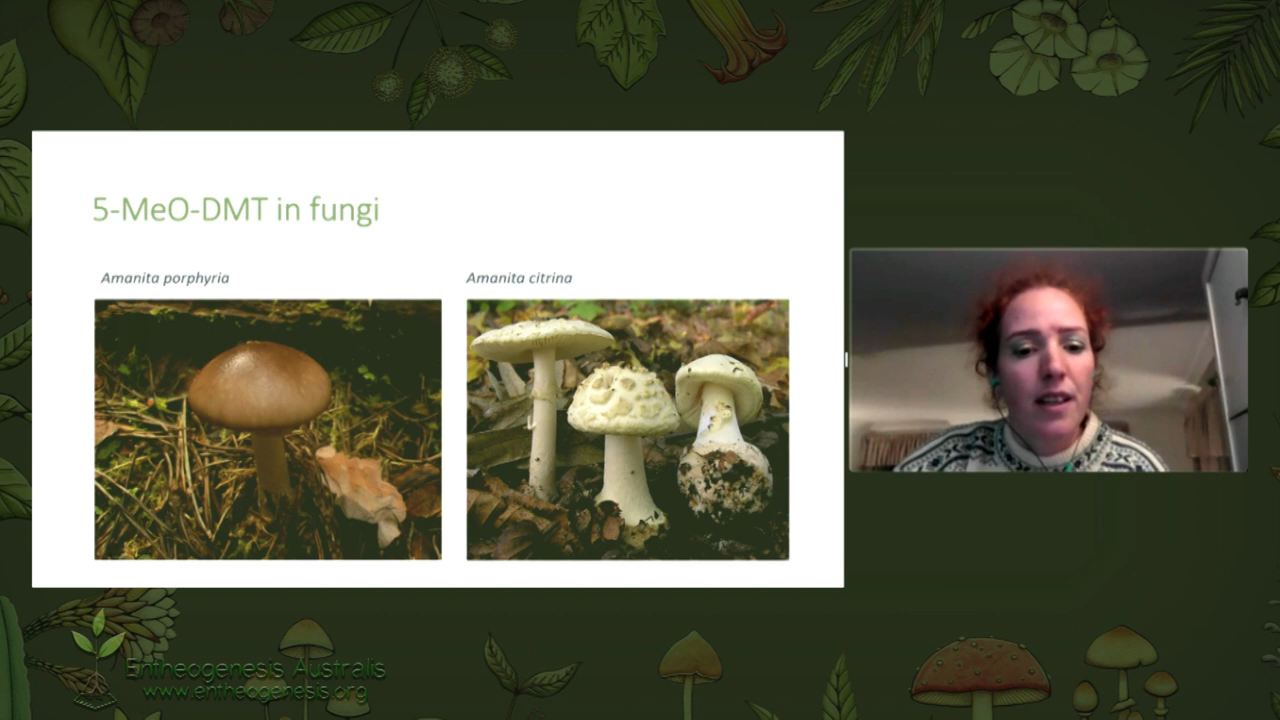 5-MeO-DMT in fungi
Amanita porphyria
Amanita citrina
Entheogenesis Australis
www.entheogenesis.org